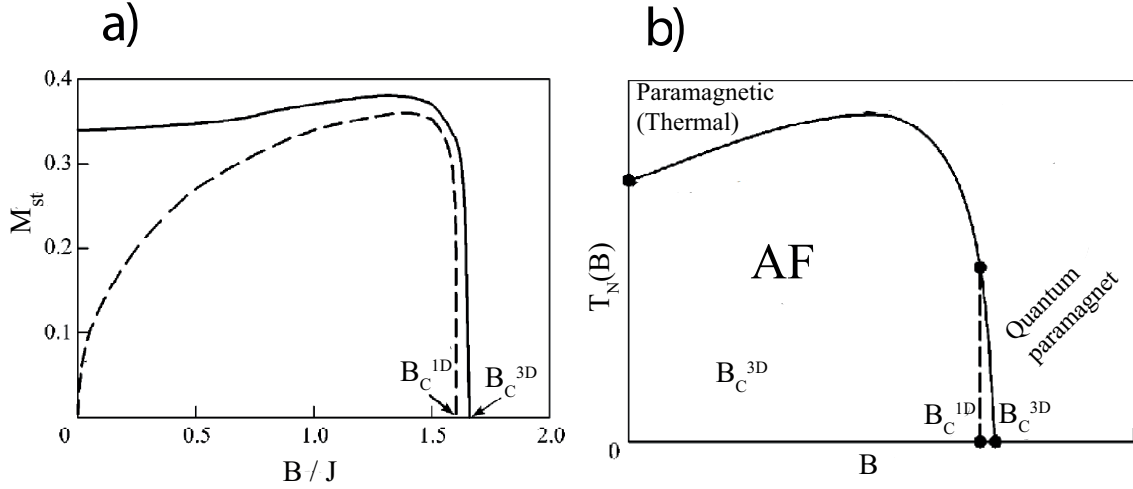 a)
0.4
0.3
0.2
0.1
M_st
0
0.5
1.0
1.5
2.0
B / J
B_C^1D
B_C^3D
b)
Paramagnetic
(Thermal)
AF
Quantum
paramagnet
T_N(B)
B_C^3D
B_C^1D
B_C^3D
0
B